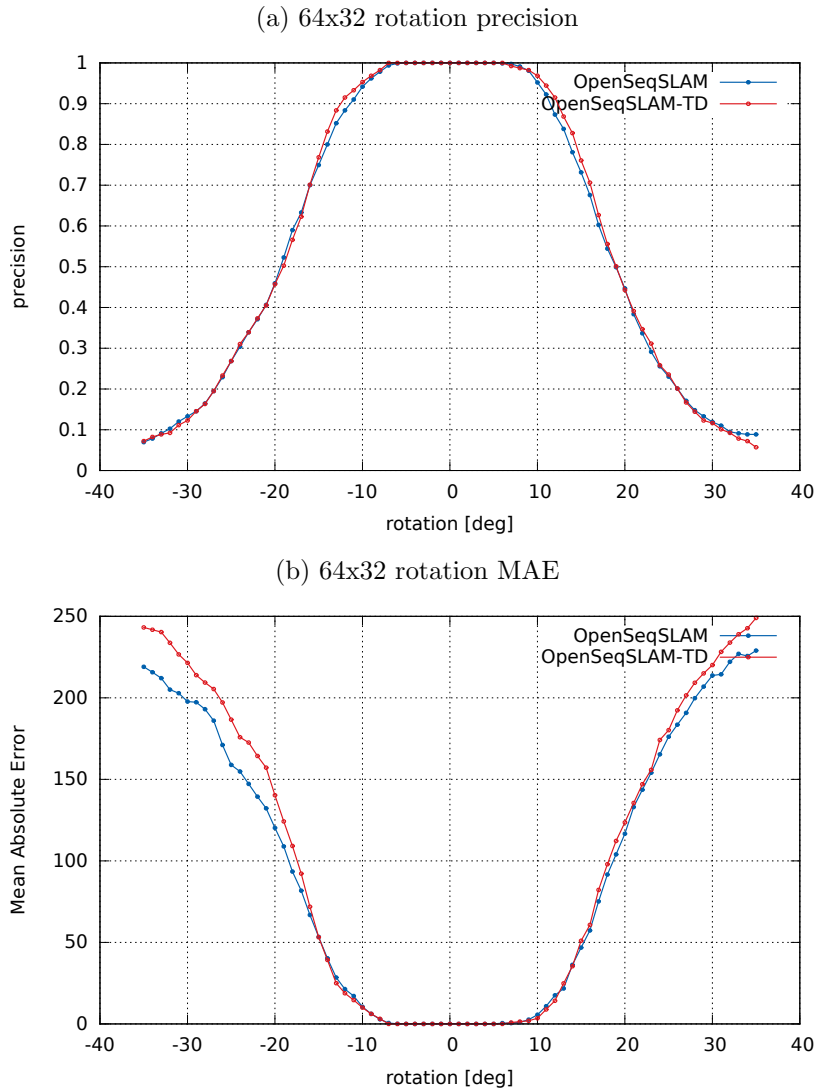 (a) 64x32 rotation precision
1
0.9
0.8
0.7
0.6
0.5
0.4
0.3
0.2
0.1
0
precision
OpenSeqSLAM
OpenSeqSLAM-TD
-40 -30 -20 -10 0 10 20 30 40
rotation [deg]
(b) 64x32 rotation MAE
250
200
150
100
50
0
Mean Absolute Error
OpenSeqSLAM
OpenSeqSLAM-TD
-40 -30 -20 -10 0 10 20 30 40
rotation [deg]